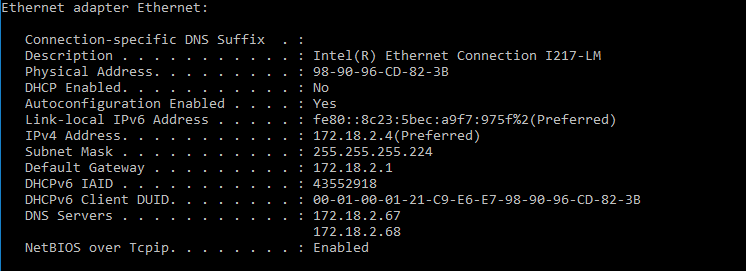 Ethernet adapter Ethernet:
Connection-specific DNS Suffix  . :
Description . . . . . . . . . . . : Intel(R) Ethernet Connection I217-LM
Physical Address. . . . . . . . . : 98-90-96-CD-82-3B
DHCP Enabled. . . . . . . . . . . : No
Autoconfiguration Enabled . . . . : Yes
Link-local IPv6 Address . . . . . : fe80::8c23:5bec:a9f7:975f%2(Preferred)
IPv4 Address. . . . . . . . . . . : 172.18.2.4(Preferred)
Subnet Mask . . . . . . . . . . . : 255.255.255.224
Default Gateway . . . . . . . . . : 172.18.2.1
DHCPv6 IAID . . . . . . . . . . . : 43552918
DHCPv6 Client DUID. . . . . . . . : 00-01-00-01-21-C9-E6-E7-98-90-96-CD-82-3B
DNS Servers . . . . . . . . . . . : 172.18.2.67
172.18.2.68
NetBIOS over Tcpip. . . . . . . . : Enabled